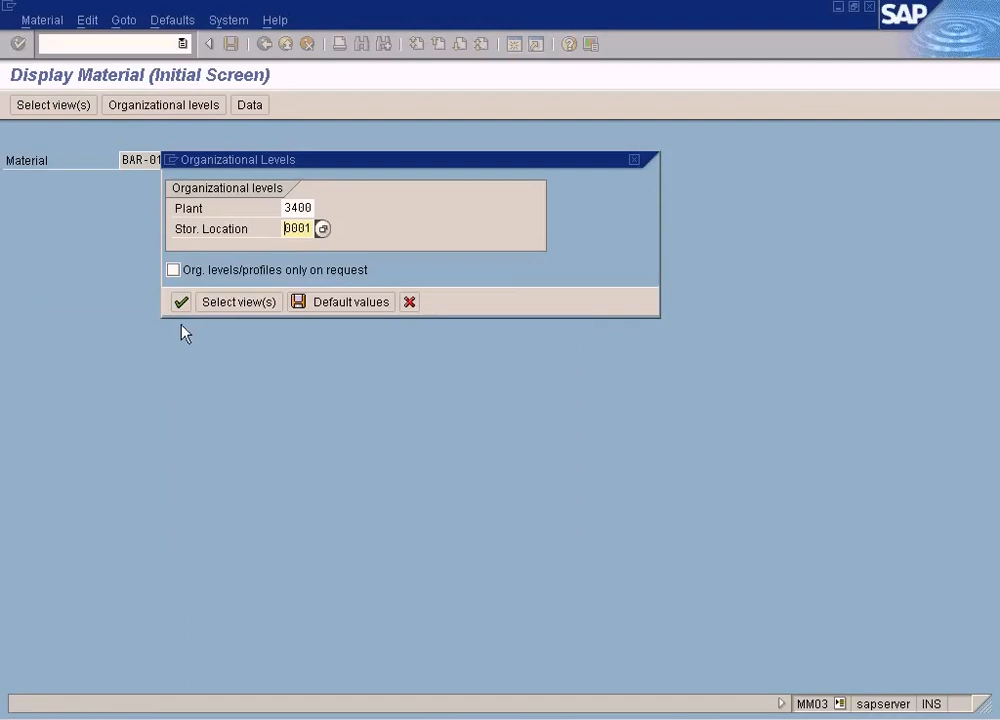 Material Edit Goto Defaults System Help
SAP
Display Material (Initial Screen)
Select view(s) Organizational levels Data
Material BAR-01
Organizational Levels
Organizational levels
Plant 3400
Stor. Location 0001
Org. levels/profiles only on request
Select view(s) Default values
MM03 sapserver INS